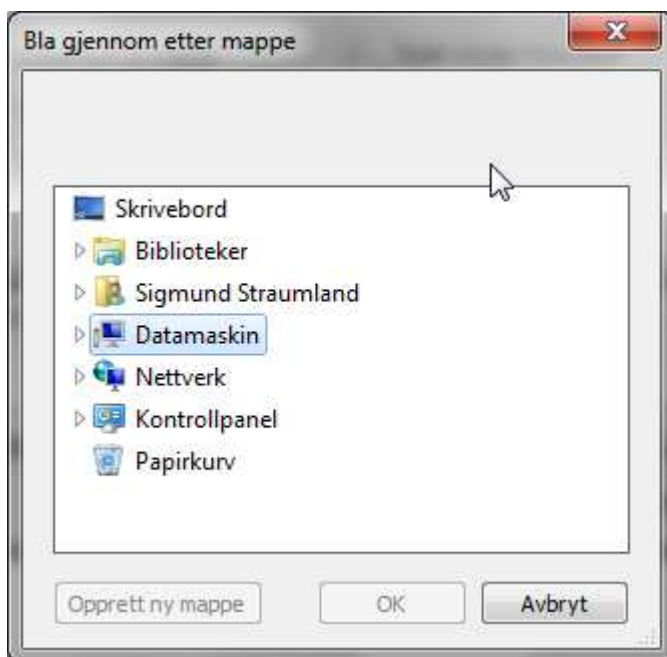 Bla gjennom etter mappe
Skrivebord
Biblioteker
Sigmund Straumland
Datamaskin
Nettverk
Kontrollpanel
Papirkurv
Opprett ny mappe OK Avbryt